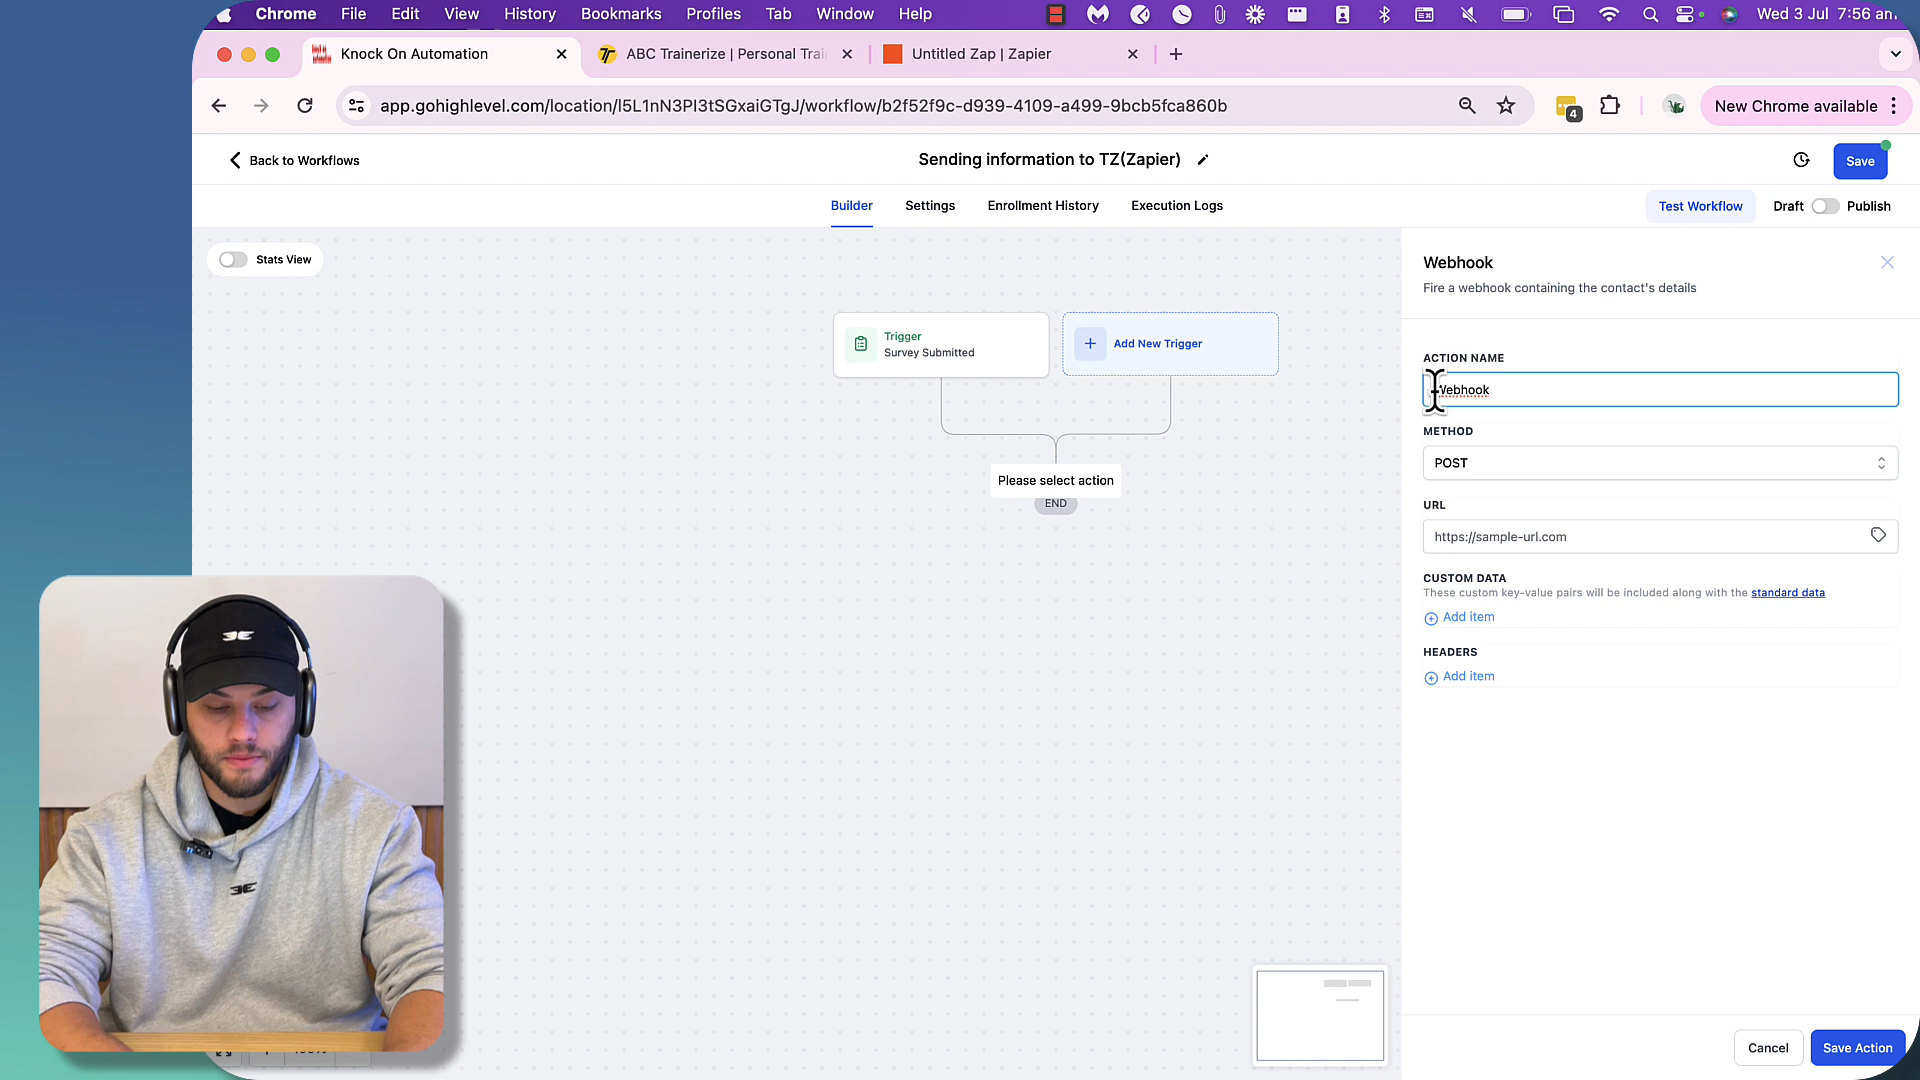 Chrome File Edit View History Bookmarks Profiles Tab Window Help Wed 3 Jul 7:56 am
Knock On Automation
ABC Trainerize | Personal Trai
Untitled Zap | Zapier
app.gohighlevel.com/location/l5L1nN3PI3tSGxaiGTgJ/workflow/b2f52f9c-d939-4109-a499-9bcb5fca860b
4
New Chrome available
Back to Workflows
Sending information to TZ(Zapier)
Save
Builder Settings Enrollment History Execution Logs
Test Workflow
Draft Publish
Stats View
Trigger
Survey Submitted
Add New Trigger
Please select action
END
Webhook
Fire a webhook containing the contact's details
ACTION NAME
Webhook
METHOD
POST
URL
https://sample-url.com
CUSTOM DATA
These custom key-value pairs will be included along with the standard data
Add item
HEADERS
Add item
Cancel
Save Action